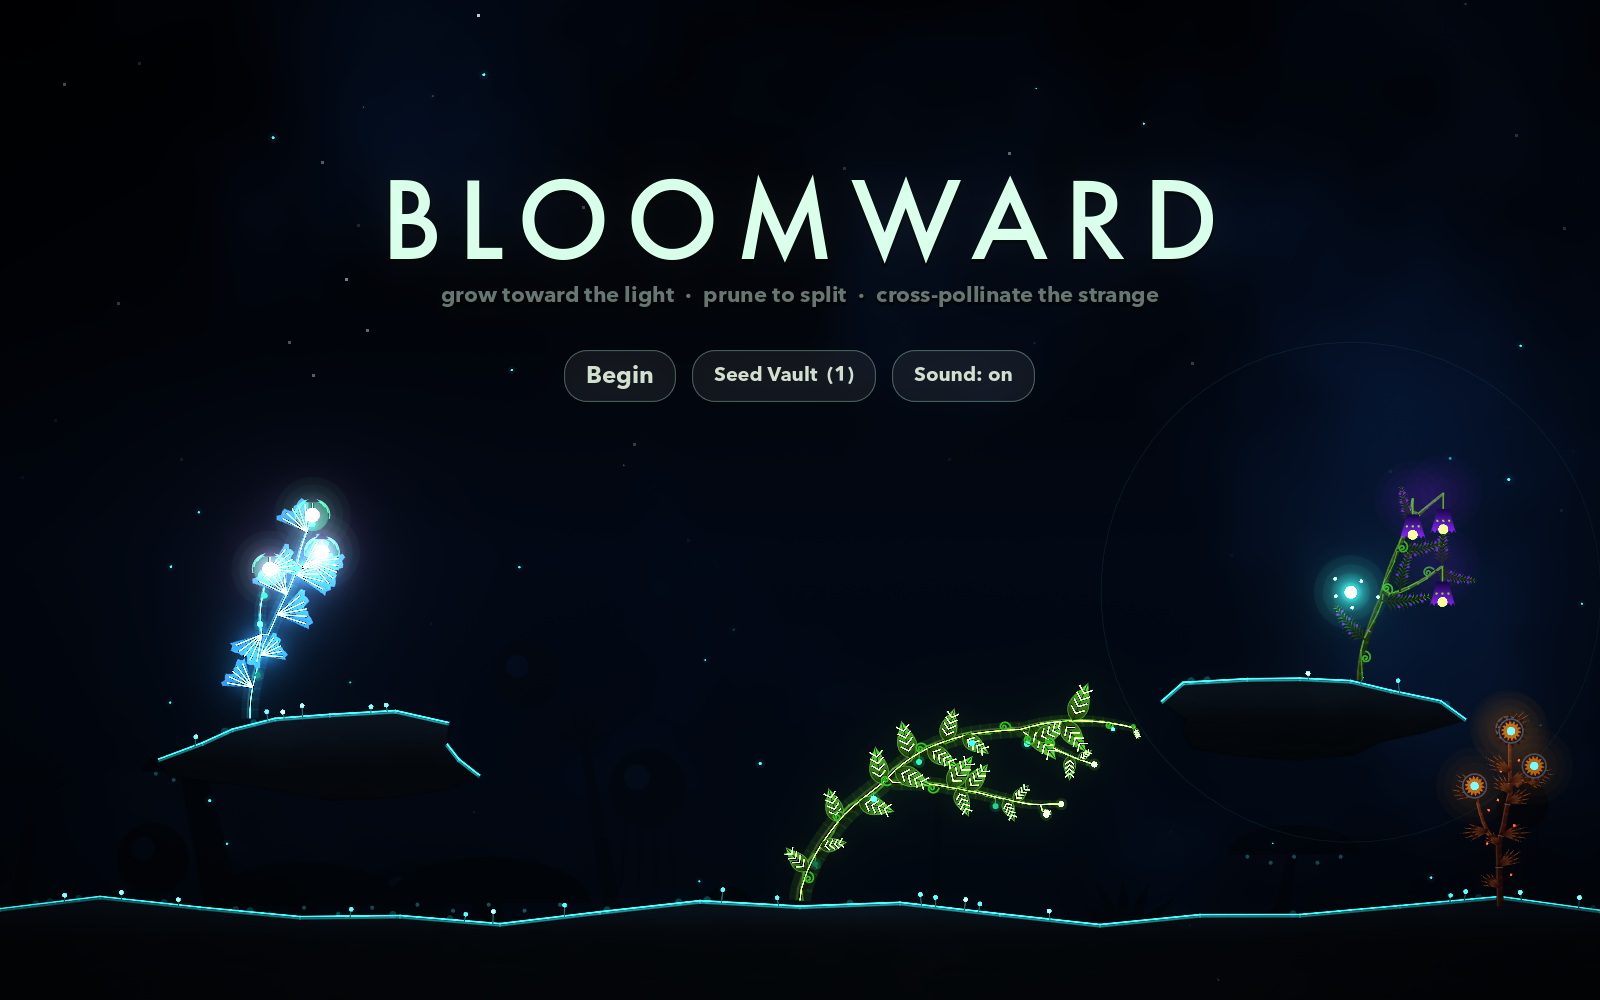 BLOOMWARD
grow toward the light · prune to split · cross-pollinate the strange
Begin
Seed Vault (1)
Sound: on